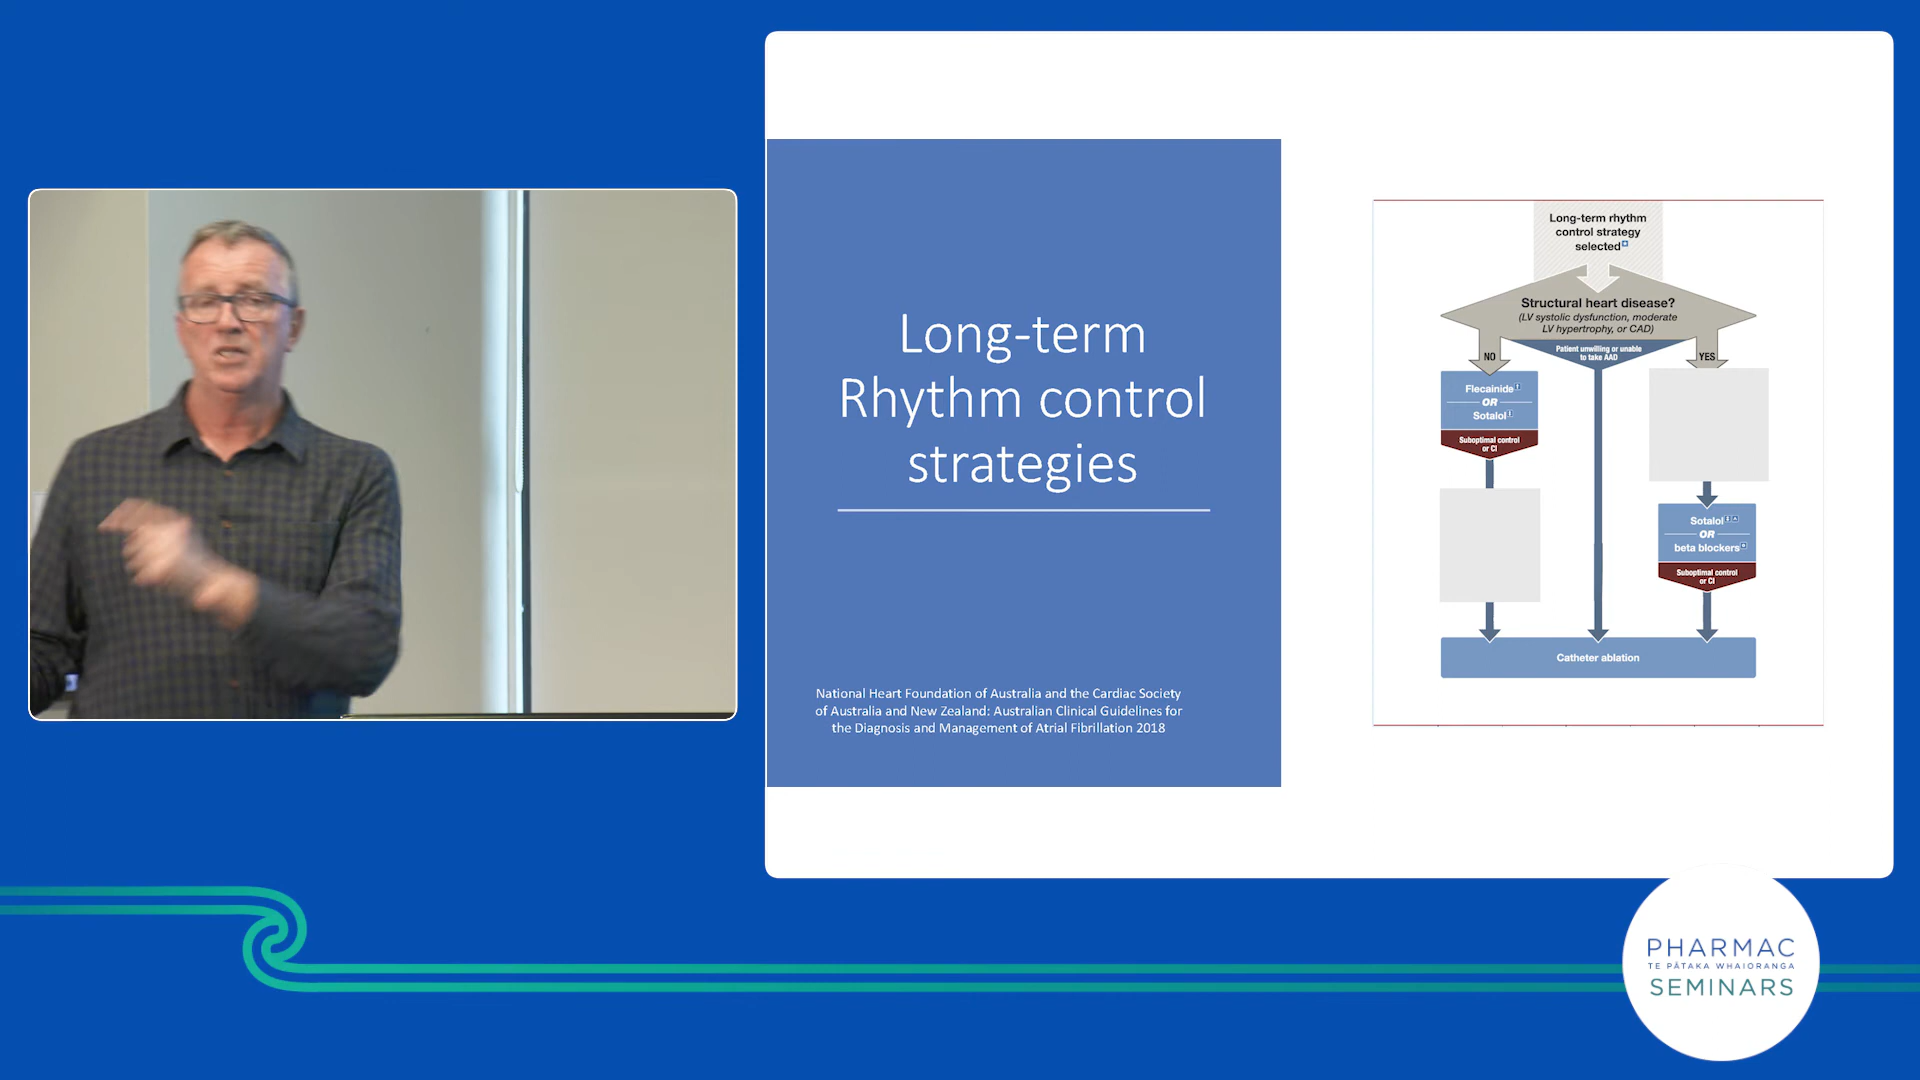 Long-term
Rhythm control
strategies
National Heart Foundation of Australia and the Cardiac Society
of Australia and New Zealand: Australian Clinical Guidelines for
the Diagnosis and Management of Atrial Fibrillation 2018
Long-term rhythm
control strategy
selected
Structural heart disease?
(LV systolic dysfunction, moderate
LV hypertrophy, or CAD)
Patient unwilling or unable
to take AAD
NO
YES
Flecainide
OR
Sotalol
Suboptimal control
or CI
Sotalol
OR
beta blockers
Suboptimal control
or CI
Catheter ablation
PHARMAC
TE PĀTAKA WHAIORANGA
SEMINARS